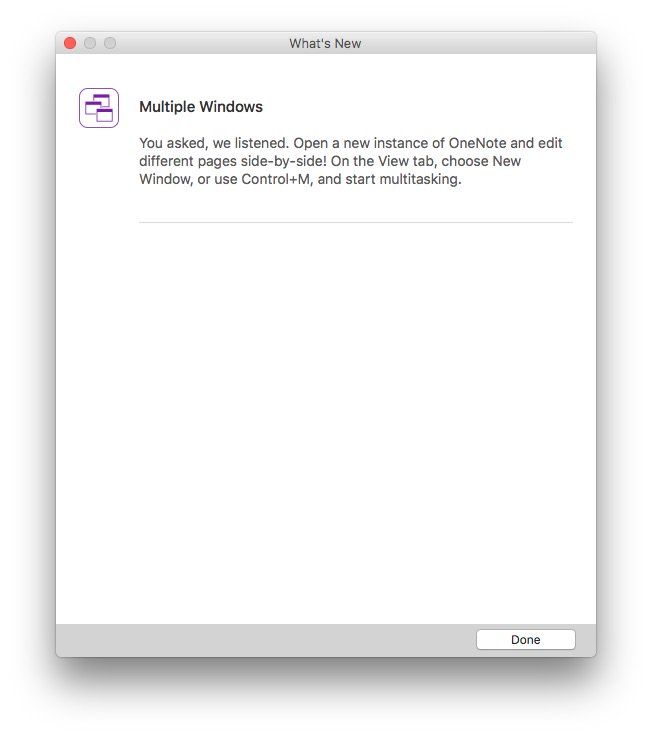 What's New
Multiple Windows
You asked, we listened. Open a new instance of OneNote and edit
different pages side-by-side! On the View tab, choose New
Window, or use Control+M, and start multitasking.
Done